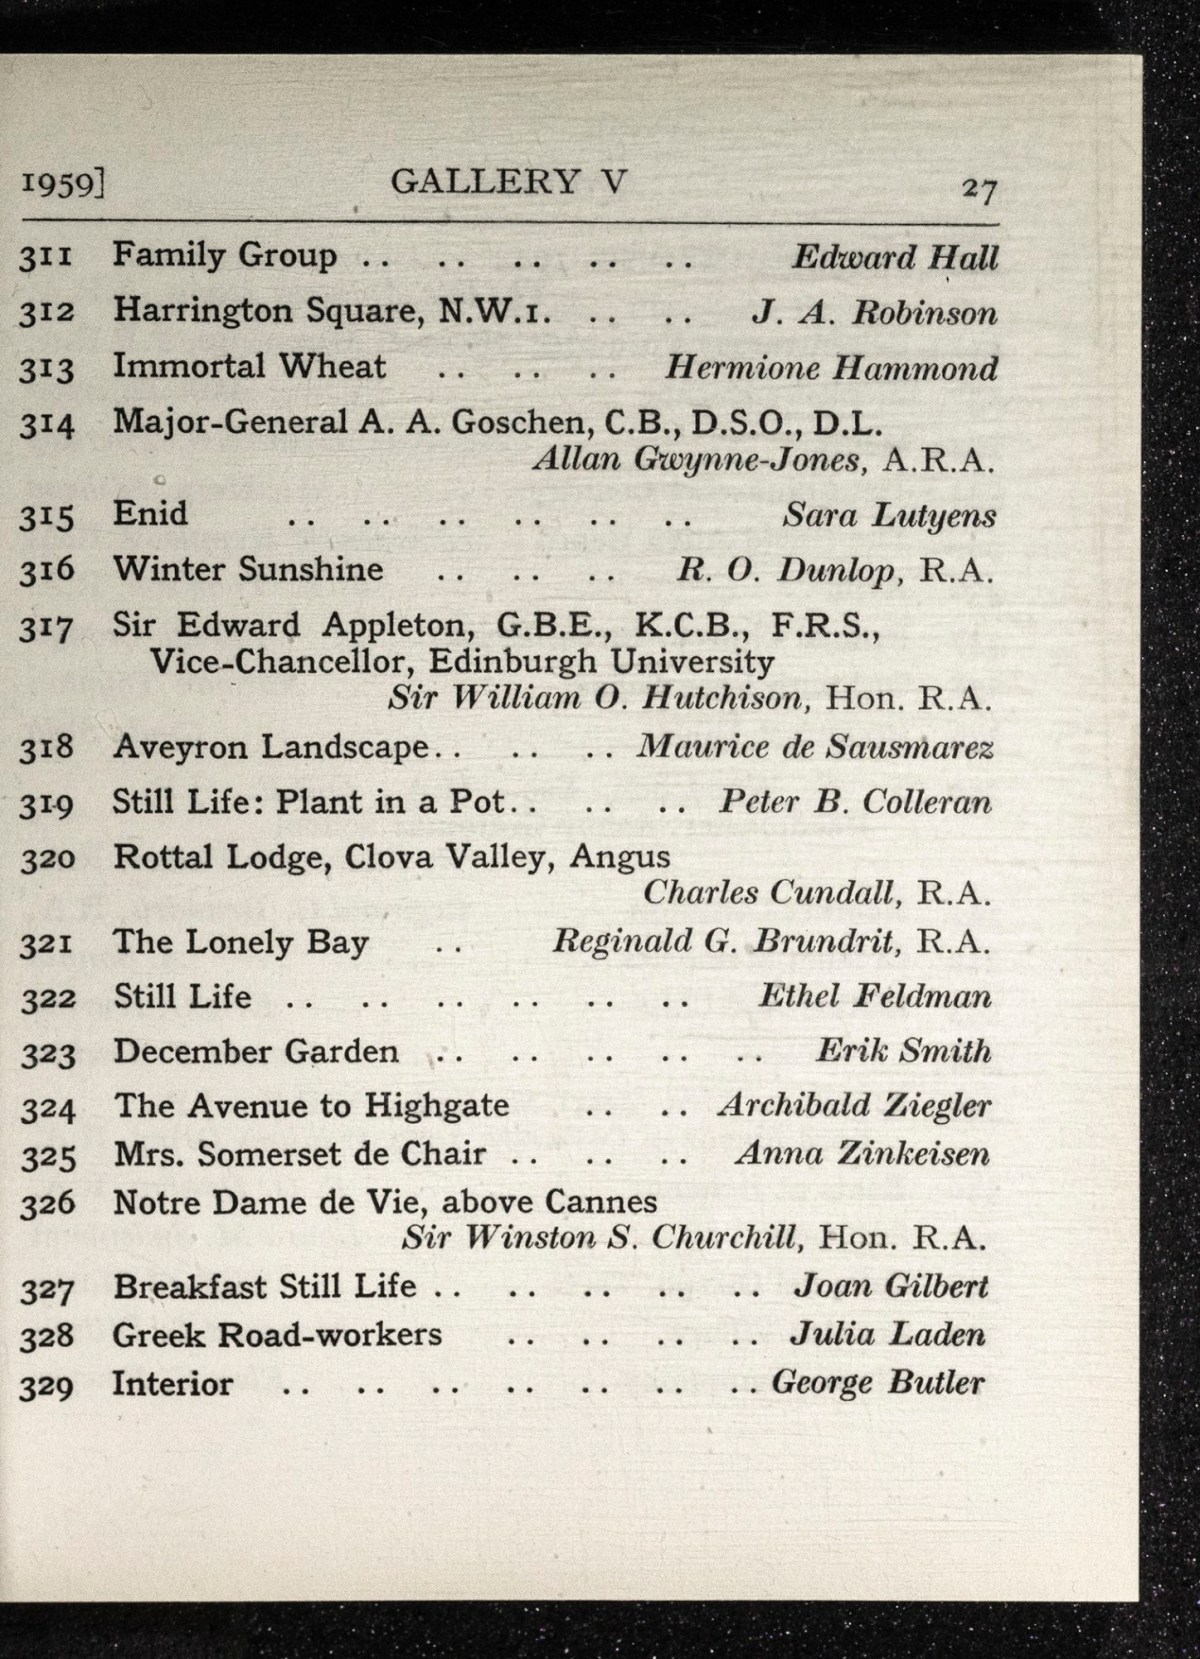 1959] GALLERY V 27
311 Family Group .. .. .. .. .. Edward Hall
312 Harrington Square, N.W.1. .. .. J. A. Robinson
313 Immortal Wheat .. .. .. Hermione Hammond
314 Major-General A. A. Goschen, C.B., D.S.O., D.L.
Allan Gwynne-Jones, A.R.A.
315 Enid .. .. .. .. .. .. Sara Lutyens
316 Winter Sunshine .. .. .. R. O. Dunlop, R.A.
317 Sir Edward Appleton, G.B.E., K.C.B., F.R.S.,
Vice-Chancellor, Edinburgh University
Sir William O. Hutchison, Hon. R.A.
318 Aveyron Landscape.. .. .. Maurice de Sausmarez
319 Still Life: Plant in a Pot.. .. .. Peter B. Colleran
320 Rottal Lodge, Clova Valley, Angus
Charles Cundall, R.A.
321 The Lonely Bay .. Reginald G. Brundrit, R.A.
322 Still Life .. .. .. .. .. .. Ethel Feldman
323 December Garden .. .. .. .. .. Erik Smith
324 The Avenue to Highgate .. .. Archibald Ziegler
325 Mrs. Somerset de Chair .. .. .. Anna Zinkeisen
326 Notre Dame de Vie, above Cannes
Sir Winston S. Churchill, Hon. R.A.
327 Breakfast Still Life .. .. .. .. .. Joan Gilbert
328 Greek Road-workers .. .. .. .. Julia Laden
329 Interior .. .. .. .. .. .. .. George Butler